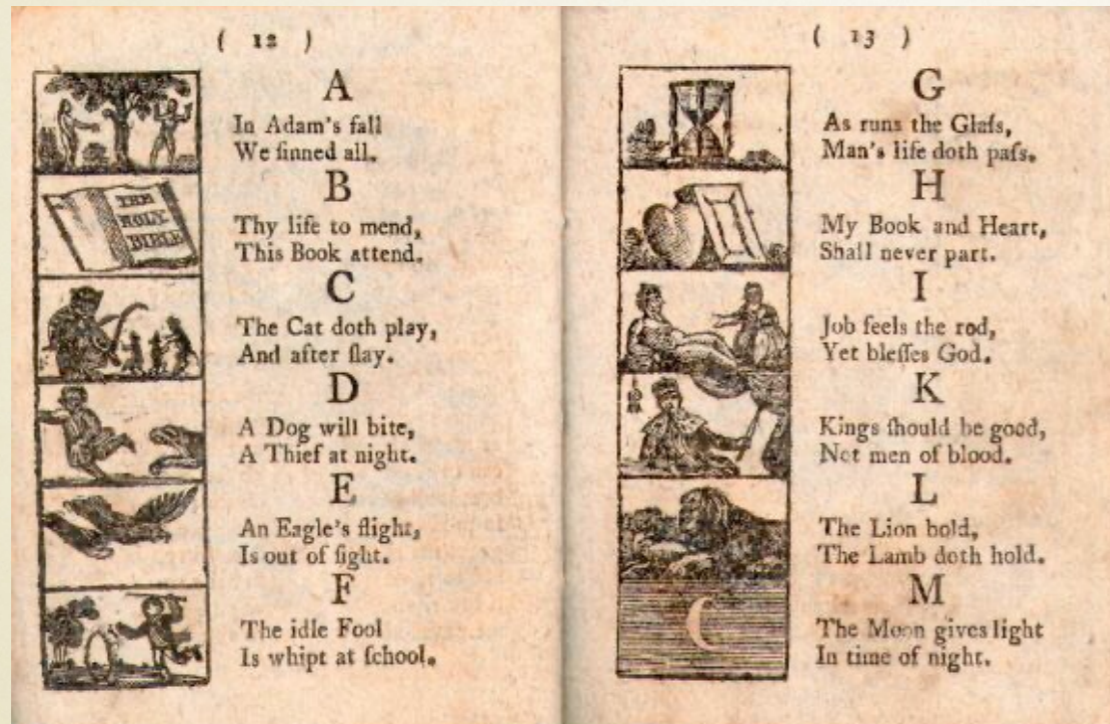 ( 12 )
A
In Adam's fall
We ſinned all.
THE
HOLY
BIBLE
B
Thy life to mend,
This Book attend.
C
The Cat doth play,
And after ſlay.
D
A Dog will bite,
A Thief at night.
E
An Eagle's flight,
Is out of ſight.
F
The idle Fool
Is whipt at ſchool.
( 13 )
G
As runs the Glaſs,
Man's life doth paſs.
H
My Book and Heart,
Shall never part.
I
Job feels the rod,
Yet bleſſes God.
K
Kings ſhould be good,
Not men of blood.
L
The Lion bold,
The Lamb doth hold.
M
The Moon gives light
In time of night.